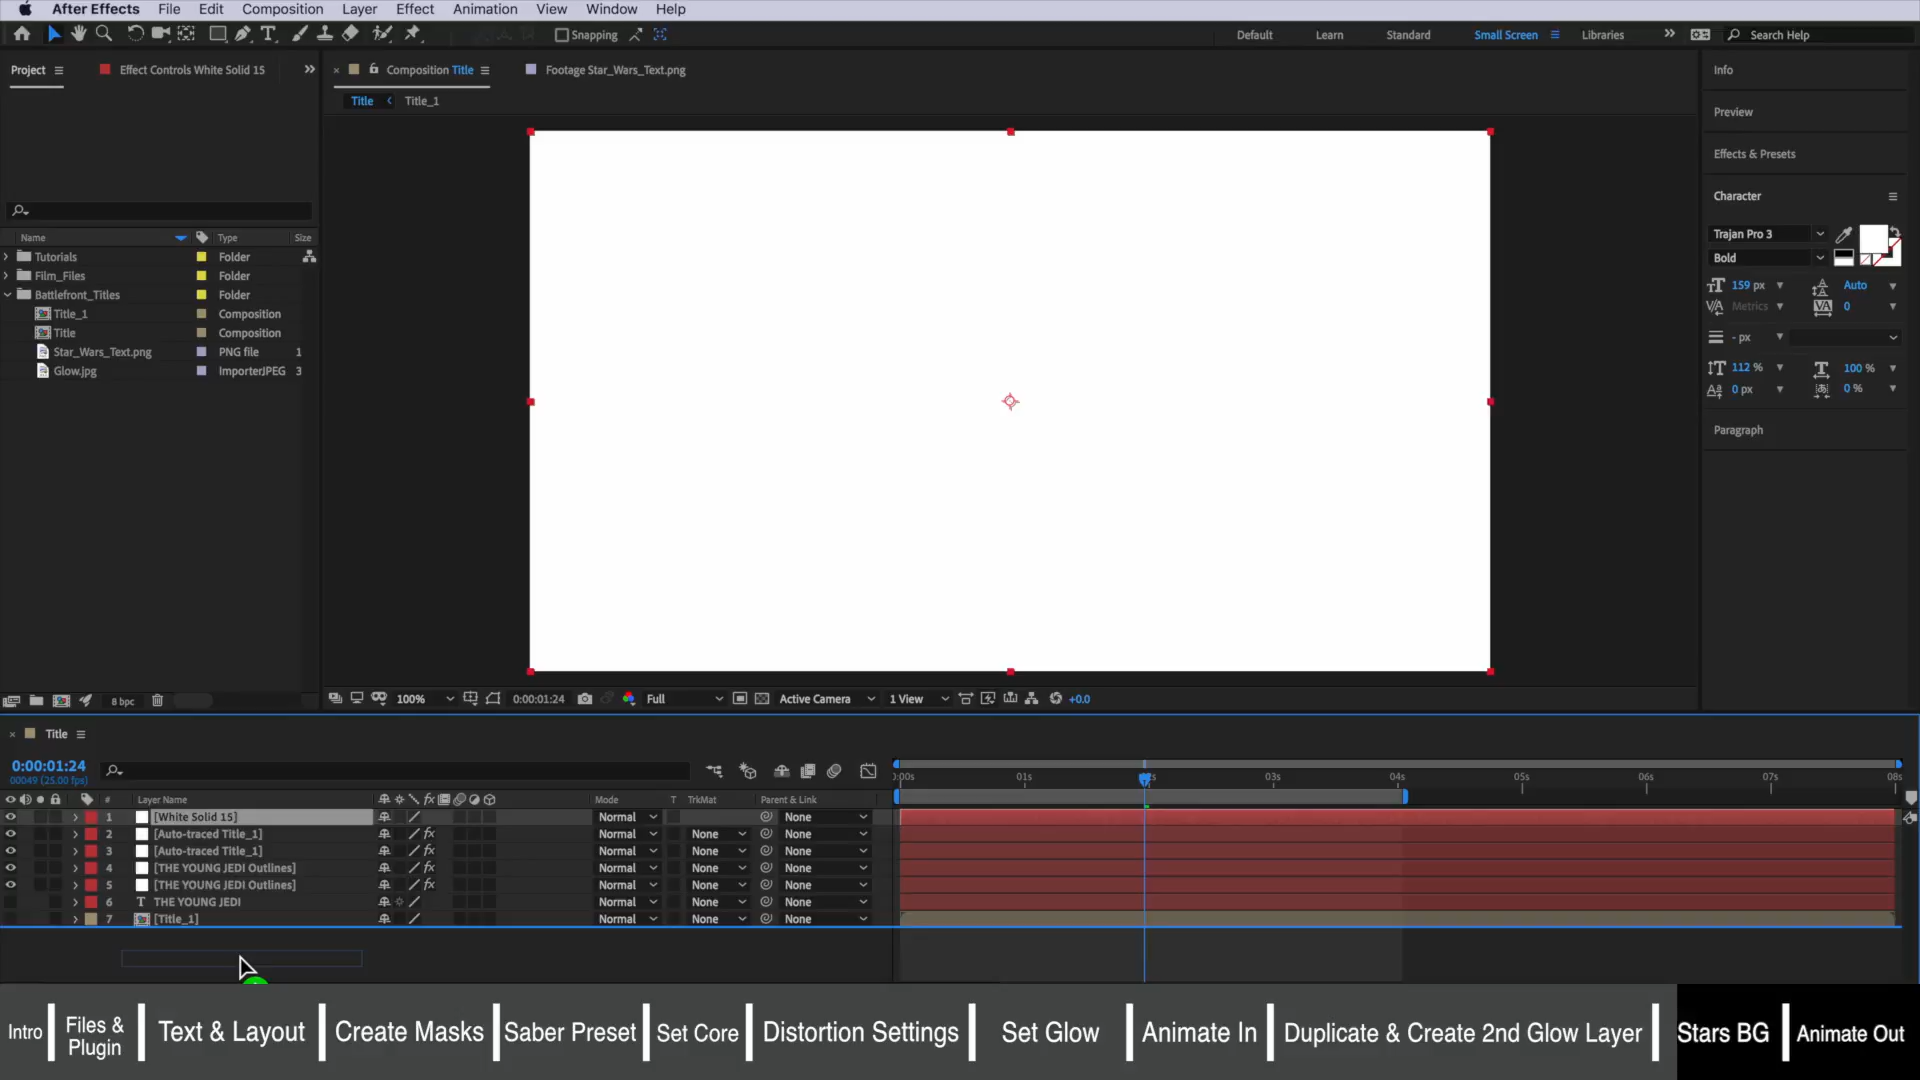 After Effects File Edit Composition Layer Effect Animation View Window Help
Snapping Default Learn Standard Small Screen Libraries Search Help
Project Effect Controls White Solid 15 Composition Title Footage Star_Wars_Text.png Info
Title Title_1
Preview
Effects & Presets
Character
Trajan Pro 3
Bold
159 px Auto
Metrics 0
- px
112 % 100 %
0 px 0 %
Paragraph
Name Type Size
Tutorials Folder
Film_Files Folder
Battlefront_Titles Folder
Title_1 Composition
Title Composition
Star_Wars_Text.png PNG file 1
Glow.jpg ImporterJPEG 3
8 bpc 100% 0:00:01:24 Full Active Camera 1 View +0.0
Title
0:00:01:24
00049 (25.00 fps)
01s 03s 04s 05s 06s 07s 08s
# Layer Name Mode T TrkMat Parent & Link
1 [White Solid 15] Normal None
2 [Auto-traced Title_1] Normal None None
3 [Auto-traced Title_1] Normal None None
4 [THE YOUNG JEDI Outlines] Normal None None
5 [THE YOUNG JEDI Outlines] Normal None None
6 T THE YOUNG JEDI Normal None None
7 [Title_1] Normal None None
Intro Files & Plugin Text & Layout Create Masks Saber Preset Set Core Distortion Settings Set Glow Animate In Duplicate & Create 2nd Glow Layer Stars BG Animate Out